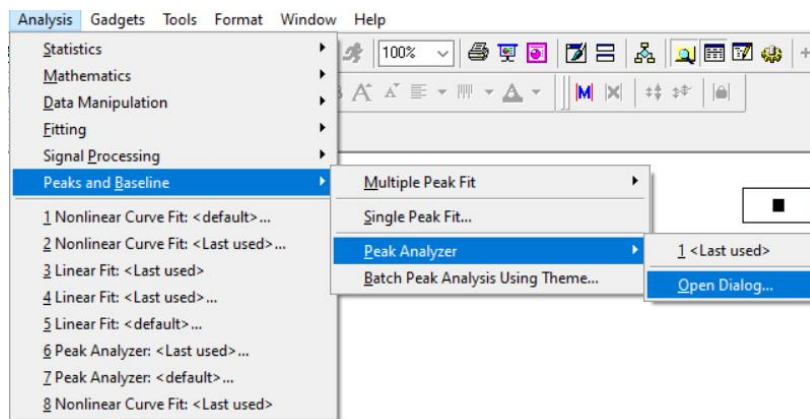 Analysis Gadgets Tools Format Window Help
100%
Statistics
Mathematics
Data Manipulation
Fitting
Signal Processing
Peaks and Baseline
Multiple Peak Fit
Single Peak Fit...
Peak Analyzer
Batch Peak Analysis Using Theme...
1 <Last used>
Open Dialog...
1 Nonlinear Curve Fit: <default>...
2 Nonlinear Curve Fit: <Last used>...
3 Linear Fit: <Last used>
4 Linear Fit: <Last used>...
5 Linear Fit: <default>...
6 Peak Analyzer: <Last used>...
7 Peak Analyzer: <default>...
8 Nonlinear Curve Fit: <Last used>